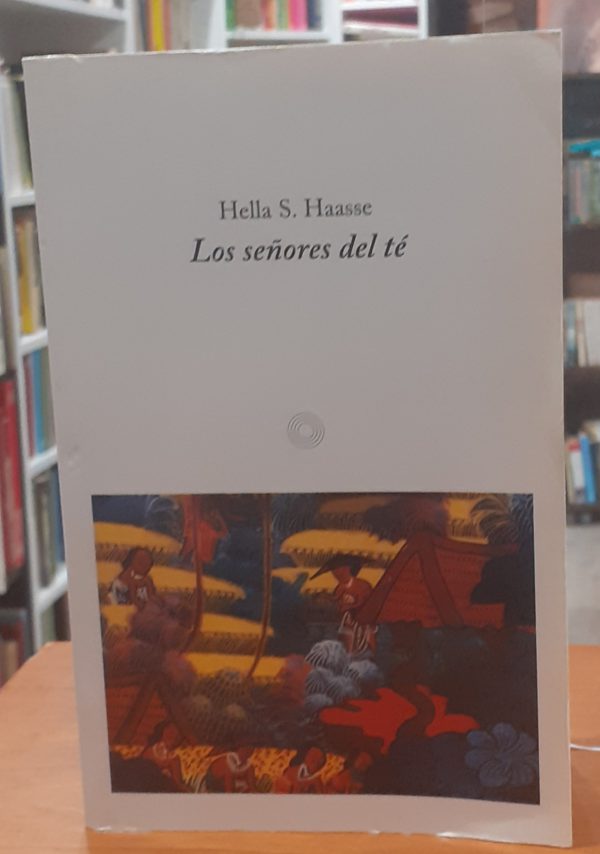 Hella S. Haasse
Los señores del té